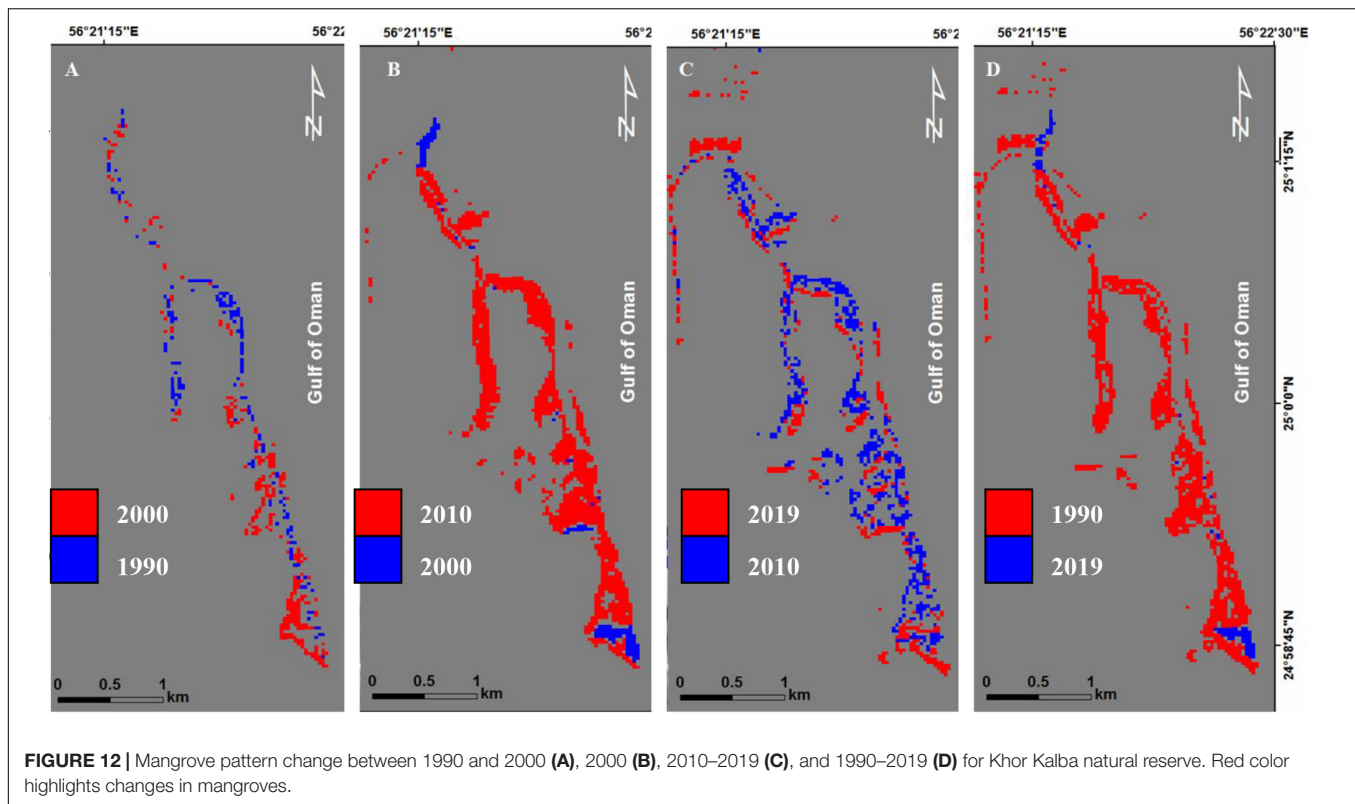 56°21'15"E
56°22
56°21'15"E
56°2
56°21'15"E
56°2
56°21'15"E
56°22'30"E
A
N
Gulf of Oman
2000
1990
0 0.5 1
km
B
N
Gulf of Oman
2010
2000
0 0.5 1
km
C
N
Gulf of Oman
2019
2010
0 0.5 1
km
D
N
Gulf of Oman
1990
2019
0 0.5 1
km
25°1'15"N
25°0'0"N
24°58'45"N
FIGURE 12 | Mangrove pattern change between 1990 and 2000 (A), 2000 (B), 2010–2019 (C), and 1990–2019 (D) for Khor Kalba natural reserve. Red color
highlights changes in mangroves.